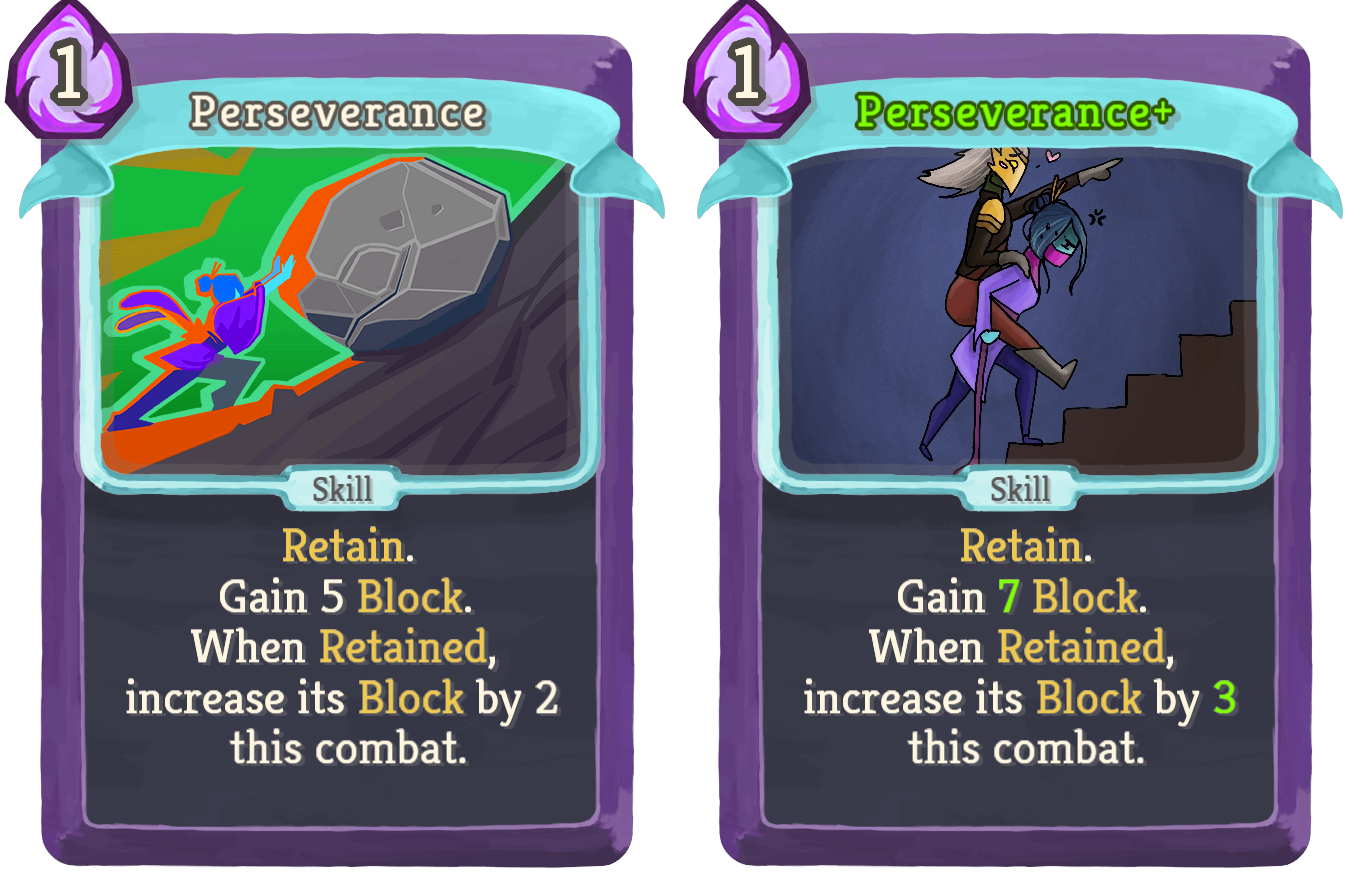 1
Perseverance
Skill
Retain.
Gain 5 Block.
When Retained,
increase its Block by 2
this combat.
1
Perseverance+
Skill
Retain.
Gain 7 Block.
When Retained,
increase its Block by 3
this combat.